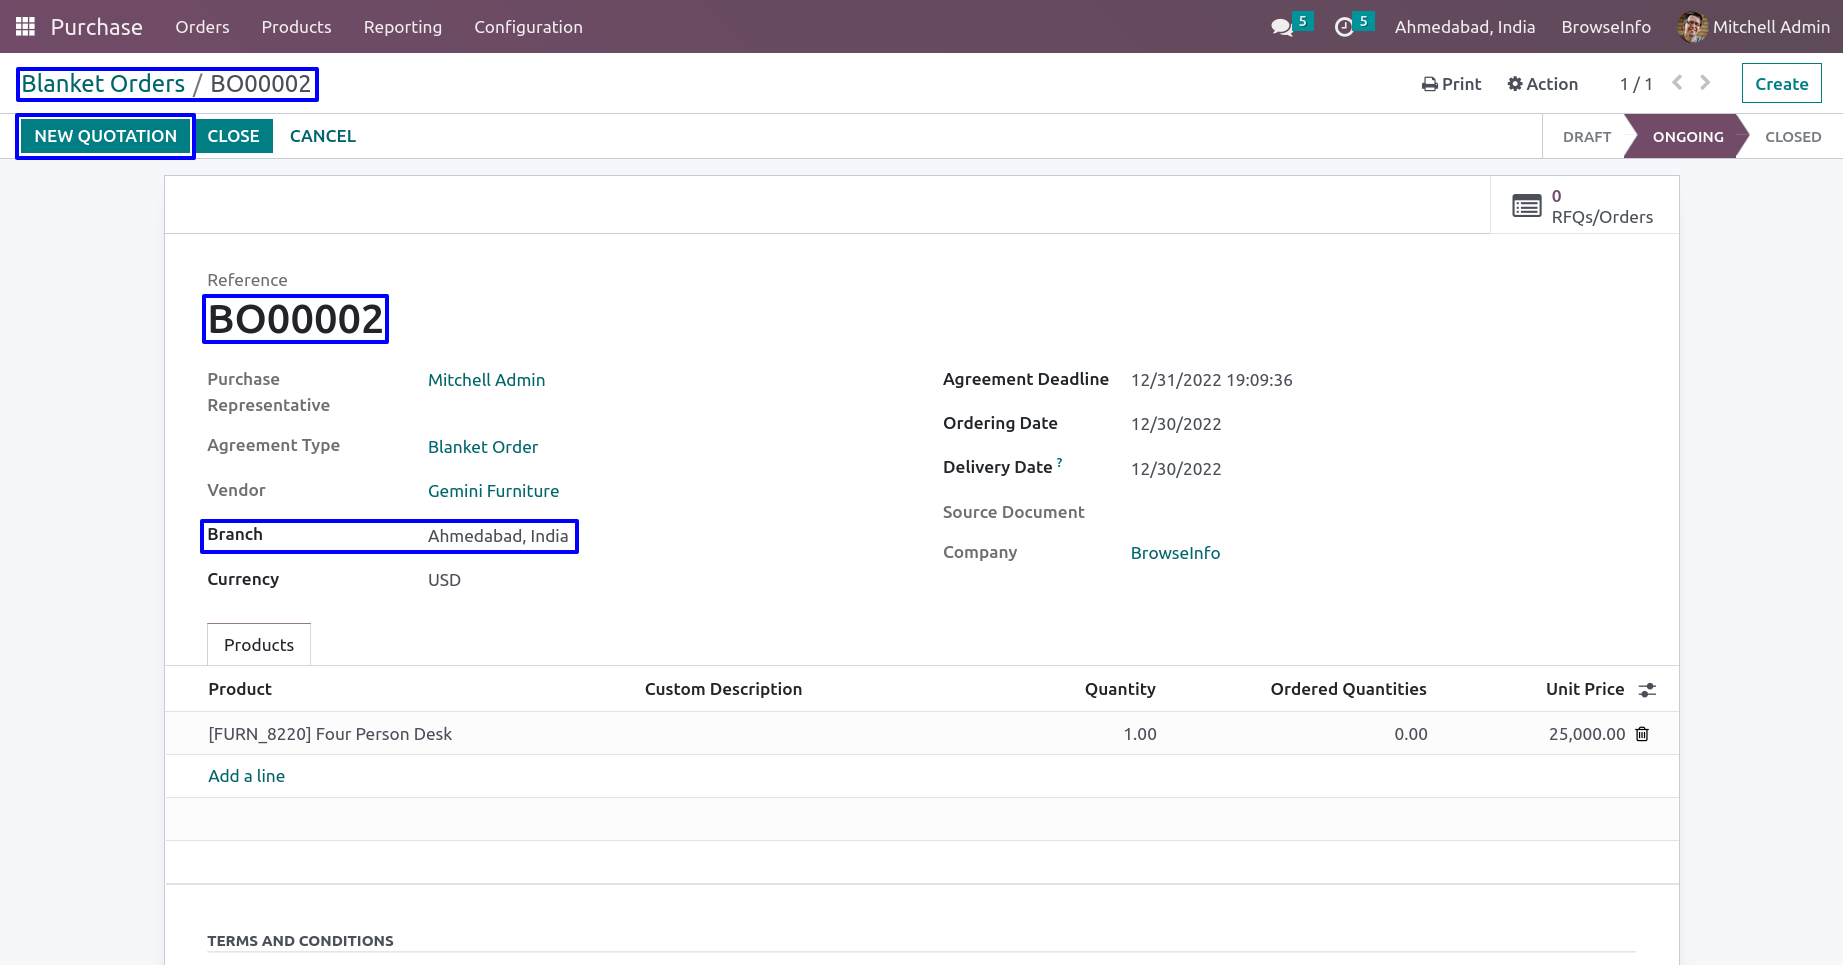 Purchase Orders Products Reporting Configuration 5 5 Ahmedabad, India BrowseInfo Mitchell Admin
Blanket Orders / BO00002 Print Action 1 / 1 Create
NEW QUOTATION CLOSE CANCEL DRAFT ONGOING CLOSED
0
RFQs/Orders
Reference
BO00002
Purchase Representative Mitchell Admin
Agreement Type Blanket Order
Vendor Gemini Furniture
Branch Ahmedabad, India
Currency USD
Agreement Deadline 12/31/2022 19:09:36
Ordering Date 12/30/2022
Delivery Date ? 12/30/2022
Source Document
Company BrowseInfo
Products
Product Custom Description Quantity Ordered Quantities Unit Price
[FURN_8220] Four Person Desk 1.00 0.00 25,000.00
Add a line
TERMS AND CONDITIONS